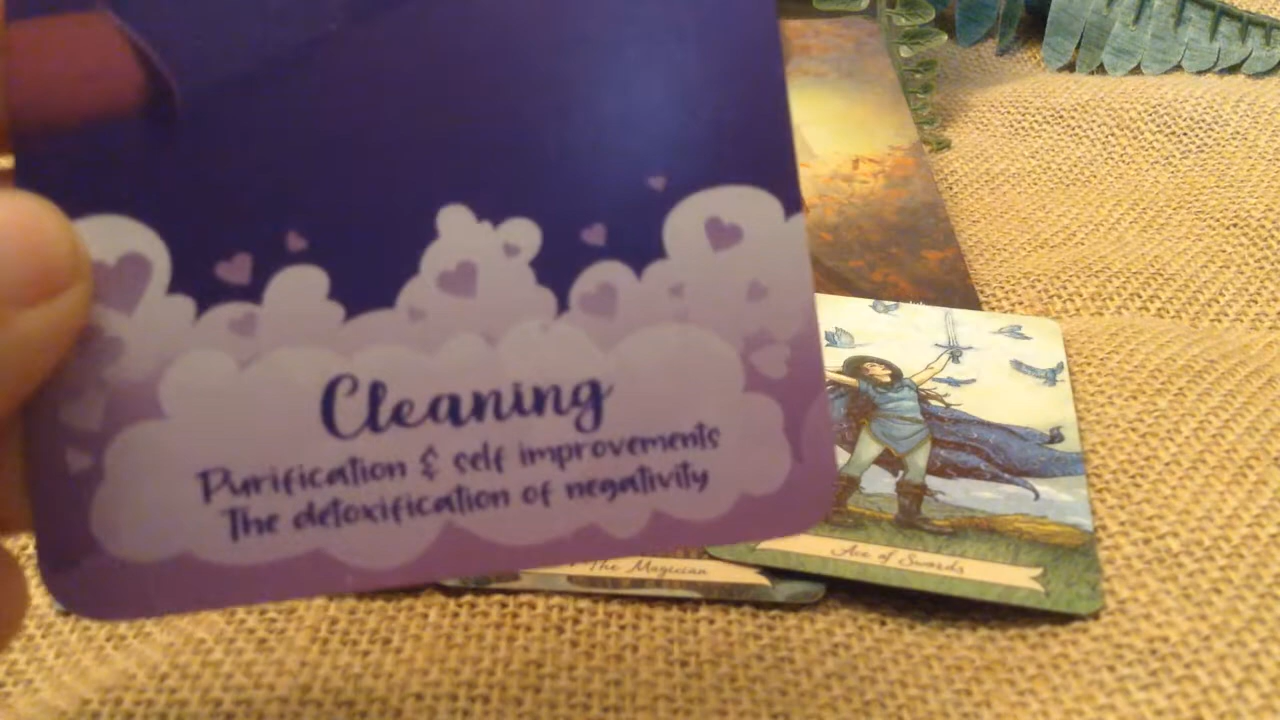 Cleaning
Purification & self improvements
The detoxification of negativity
The Magician
Ace of Swords